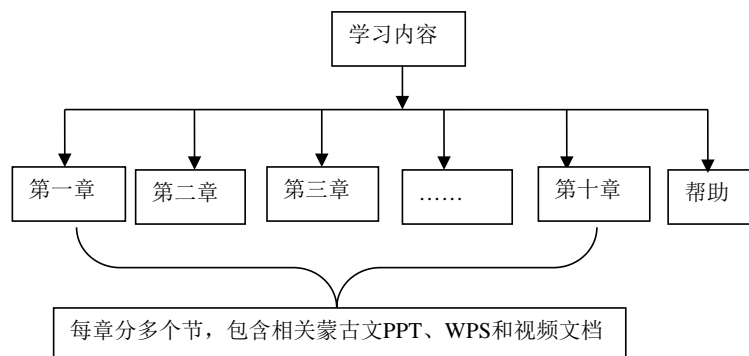 学习内容
第一章
第二章
第三章
……
第十章
帮助
每章分多个节，包含相关蒙古文PPT、WPS和视频文档